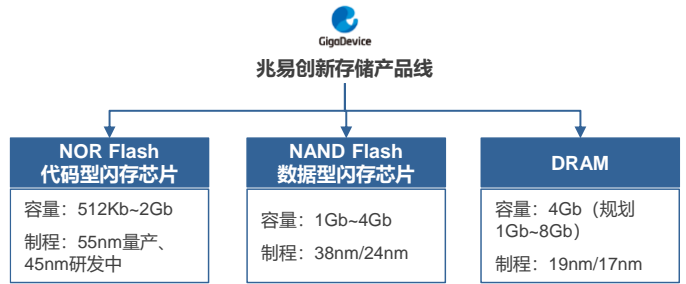 GigaDevice
兆易创新存储产品线
NOR Flash
代码型闪存芯片
容量：512Kb~2Gb
制程：55nm量产、
45nm研发中
NAND Flash
数据型闪存芯片
容量：1Gb~4Gb
制程：38nm/24nm
DRAM
容量：4Gb（规划
1Gb~8Gb）
制程：19nm/17nm